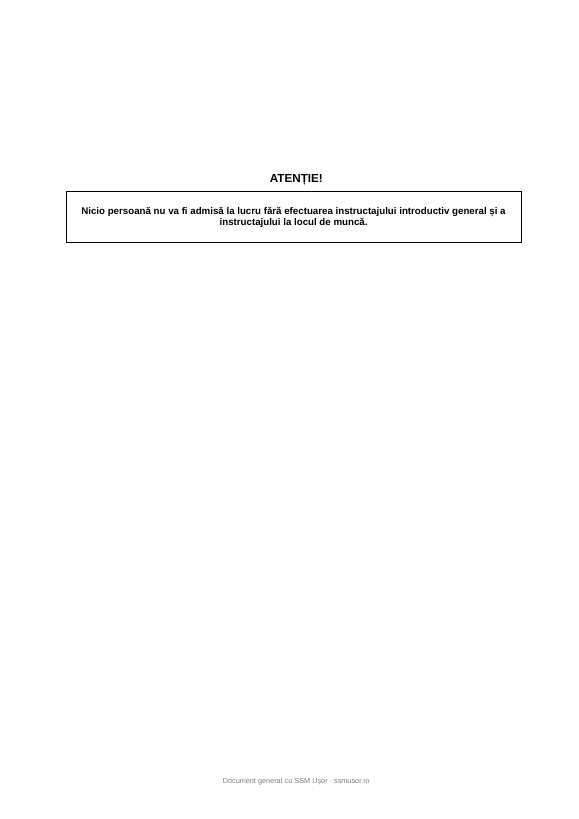 ATENȚIE!
Nicio persoană nu va fi admisă la lucru fără efectuarea instructajului introductiv general și a
instructajului la locul de muncă.
Document generat cu SSM Ușor · ssmusor.ro